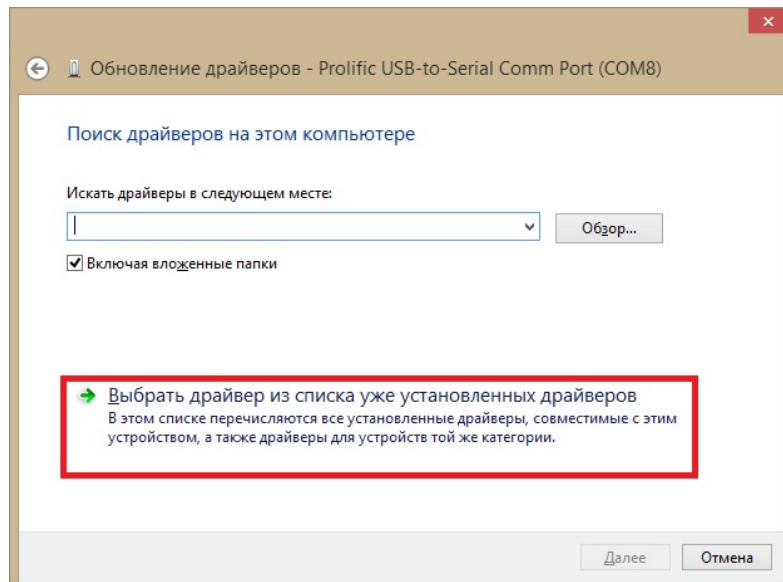 Обновление драйверов - Prolific USB-to-Serial Comm Port (COM8)
Поиск драйверов на этом компьютере
Искать драйверы в следующем месте:
Обзор...
Включая вложенные папки
Выбрать драйвер из списка уже установленных драйверов
В этом списке перечисляются все установленные драйверы, совместимые с этим
устройством, а также драйверы для устройств той же категории.
Далее
Отмена